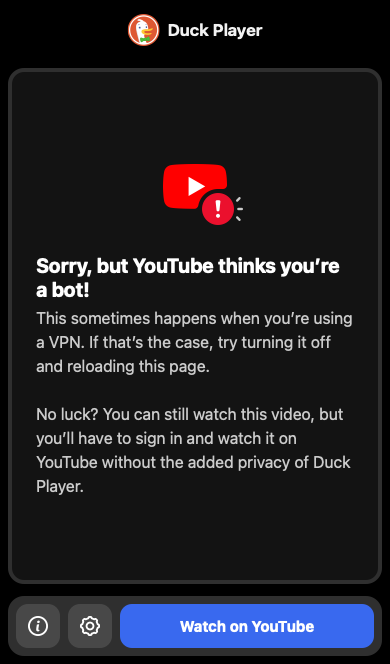 Duck Player
Sorry, but YouTube thinks you’re
a bot!
This sometimes happens when you’re using
a VPN. If that’s the case, try turning it off
and reloading this page.
No luck? You can still watch this video, but
you’ll have to sign in and watch it on
YouTube without the added privacy of Duck
Player.
Watch on YouTube